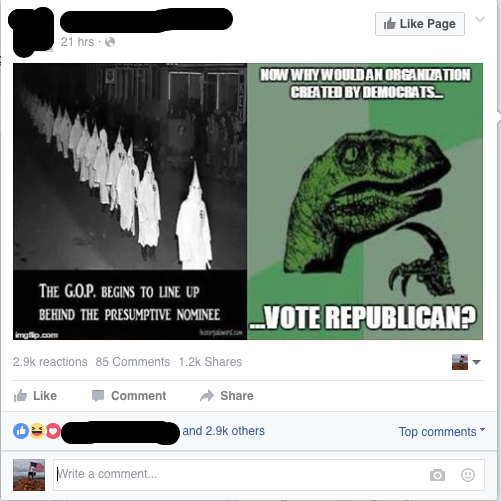 Like Page
21 hrs ·
NOW WHY WOULD AN ORGANIZATION
CREATED BY DEMOCRATS...
THE G.O.P. BEGINS TO LINE UP
BEHIND THE PRESUMPTIVE NOMINEE
imgflip.com
...VOTE REPUBLICAN?
2.9k reactions 85 Comments 1.2k Shares
Like Comment Share
and 2.9k others
Top comments
Write a comment...